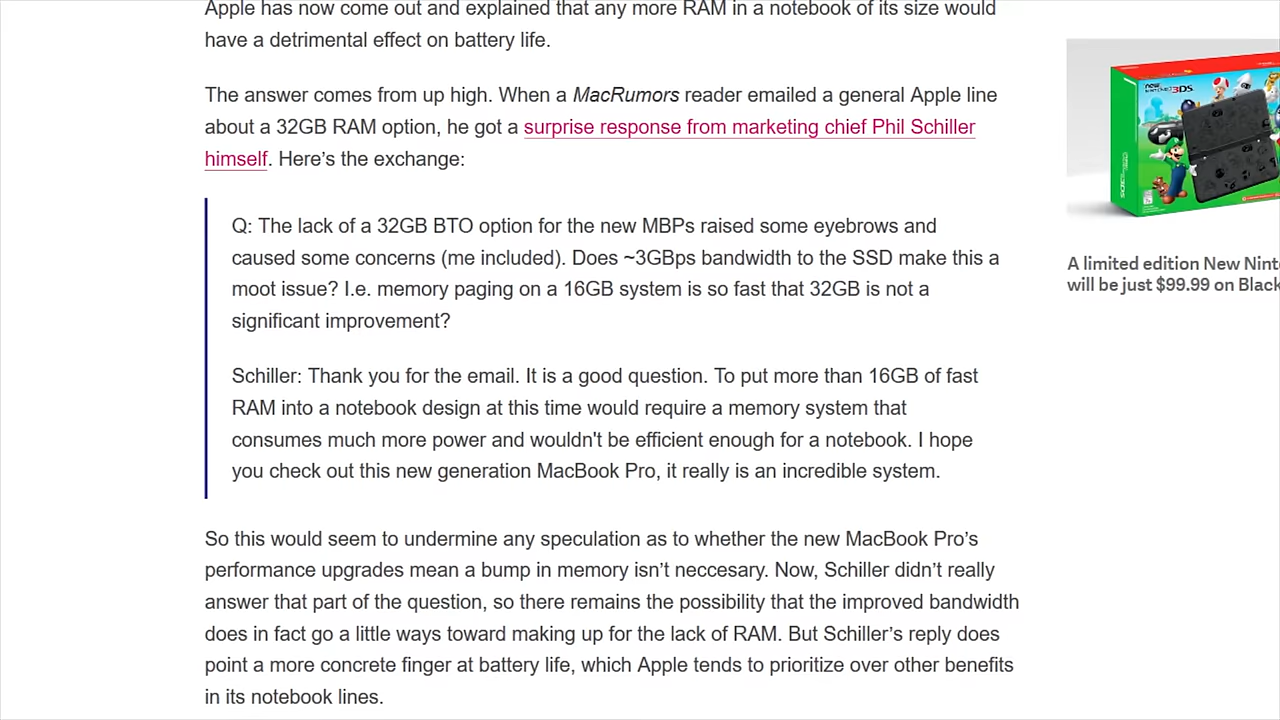 Apple has now come out and explained that any more RAM in a notebook of its size would
have a detrimental effect on battery life.
The answer comes from up high. When a MacRumors reader emailed a general Apple line
about a 32GB RAM option, he got a surprise response from marketing chief Phil Schiller
himself. Here’s the exchange:
Q: The lack of a 32GB BTO option for the new MBPs raised some eyebrows and
caused some concerns (me included). Does ~3GBps bandwidth to the SSD make this a
moot issue? I.e. memory paging on a 16GB system is so fast that 32GB is not a
significant improvement?
Schiller: Thank you for the email. It is a good question. To put more than 16GB of fast
RAM into a notebook design at this time would require a memory system that
consumes much more power and wouldn't be efficient enough for a notebook. I hope
you check out this new generation MacBook Pro, it really is an incredible system.
So this would seem to undermine any speculation as to whether the new MacBook Pro’s
performance upgrades mean a bump in memory isn’t neccesary. Now, Schiller didn’t really
answer that part of the question, so there remains the possibility that the improved bandwidth
does in fact go a little ways toward making up for the lack of RAM. But Schiller’s reply does
point a more concrete finger at battery life, which Apple tends to prioritize over other benefits
in its notebook lines.
new
3DS
A limited edition New Ninte
will be just $99.99 on Black